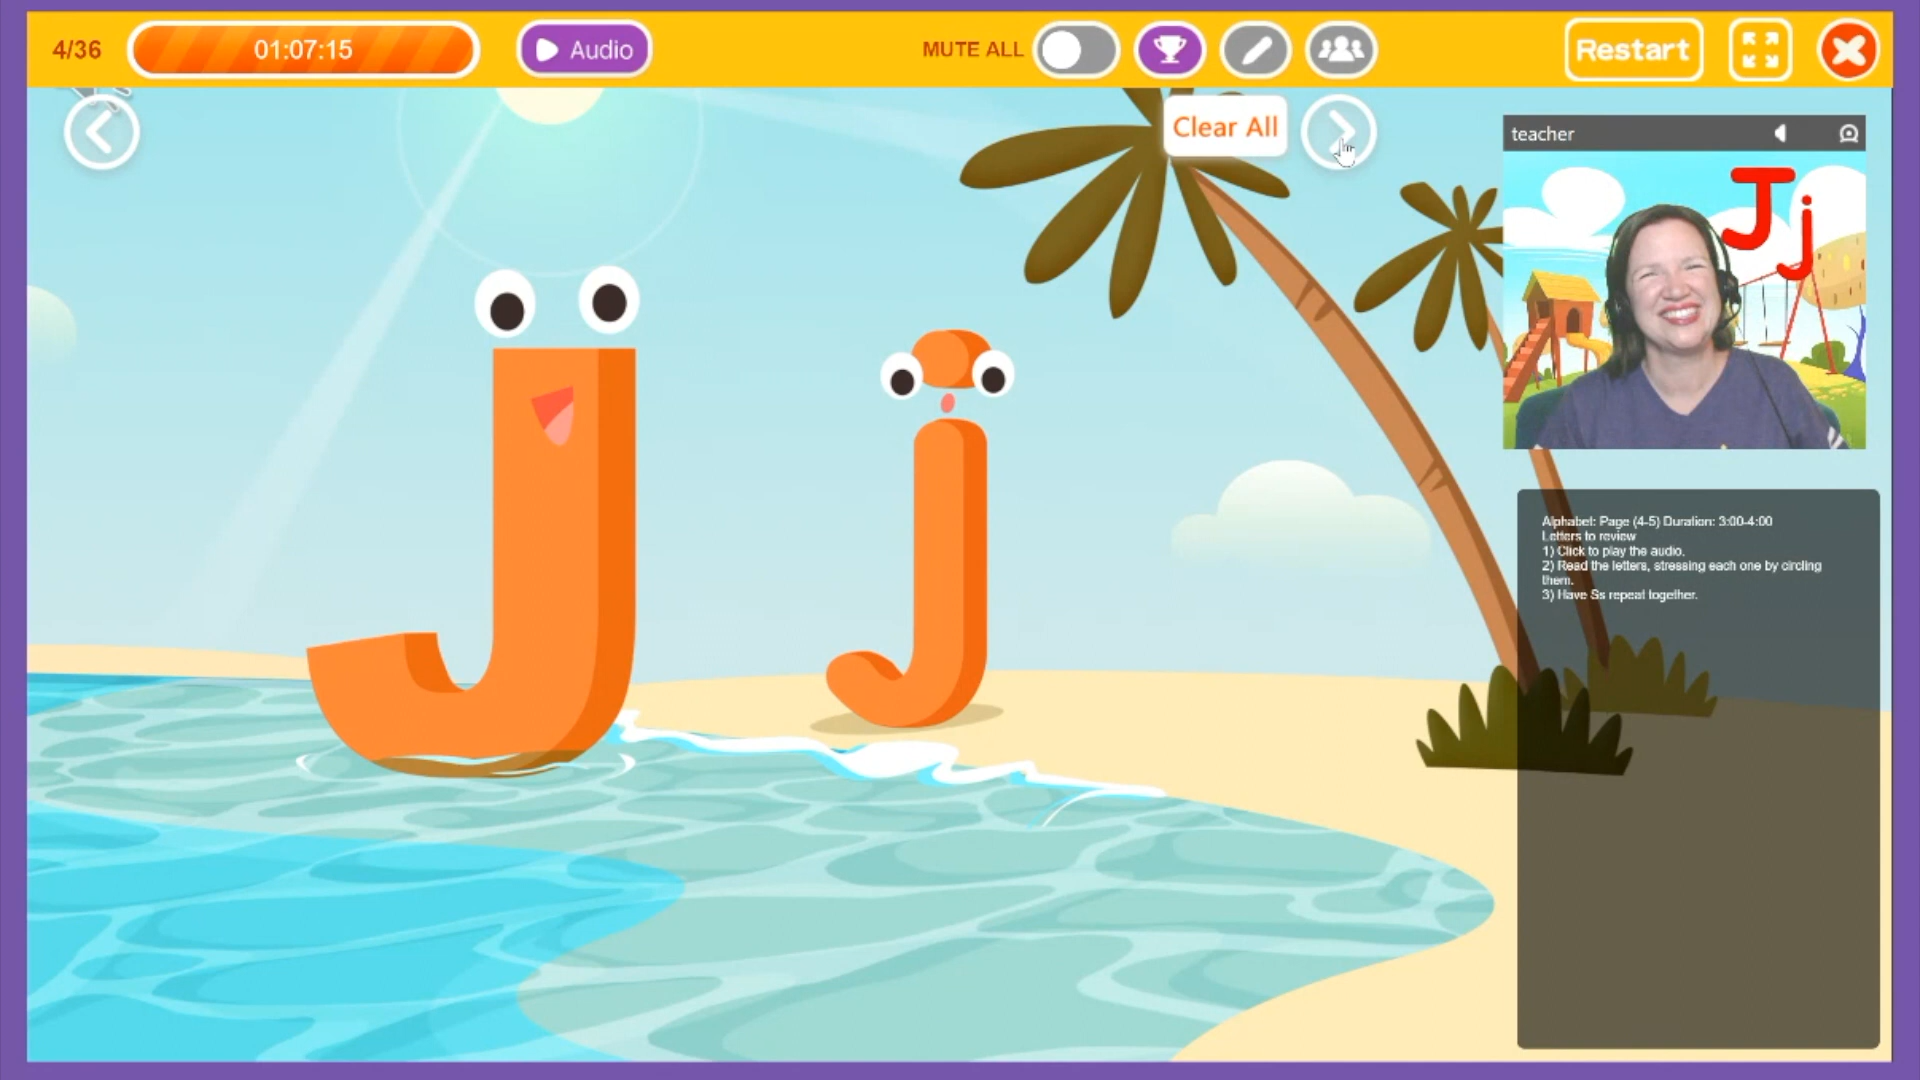 4/36
01:07:15
Audio
MUTE ALL
Restart
Clear All
teacher
J j
J j
Alphabet: Page (4-5) Duration: 3:00-4:00
Letters to review
1) Click to play the audio.
2) Read the letters, stressing each one by circling
them.
3) Have Ss repeat together.